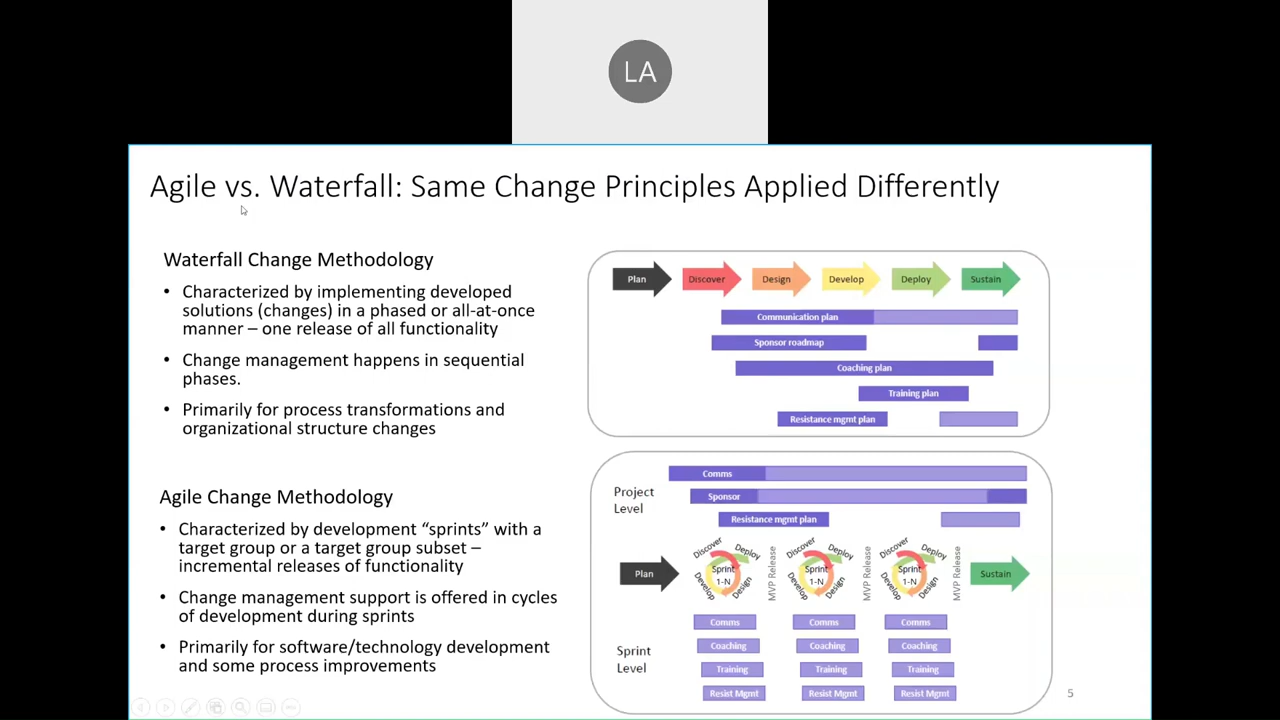 LA
Agile vs. Waterfall: Same Change Principles Applied Differently
Waterfall Change Methodology
• Characterized by implementing developed
solutions (changes) in a phased or all-at-once
manner – one release of all functionality
• Change management happens in sequential
phases.
• Primarily for process transformations and
organizational structure changes
Agile Change Methodology
• Characterized by development “sprints” with a
target group or a target group subset –
incremental releases of functionality
• Change management support is offered in cycles
of development during sprints
• Primarily for software/technology development
and some process improvements
Plan Discover Design Develop Deploy Sustain
Communication plan
Sponsor roadmap
Coaching plan
Training plan
Resistance mgmt plan
Project
Level
Comms
Sponsor
Resistance mgmt plan
Plan
Discover
Deploy
Sprint
1-N
Develop
Design
MVP Release
Discover
Deploy
Sprint
1-N
Develop
Design
MVP Release
Discover
Deploy
Sprint
1-N
Develop
Design
MVP Release
Sustain
Sprint
Level
Comms Comms Comms
Coaching Coaching Coaching
Training Training Training
Resist Mgmt Resist Mgmt Resist Mgmt
5